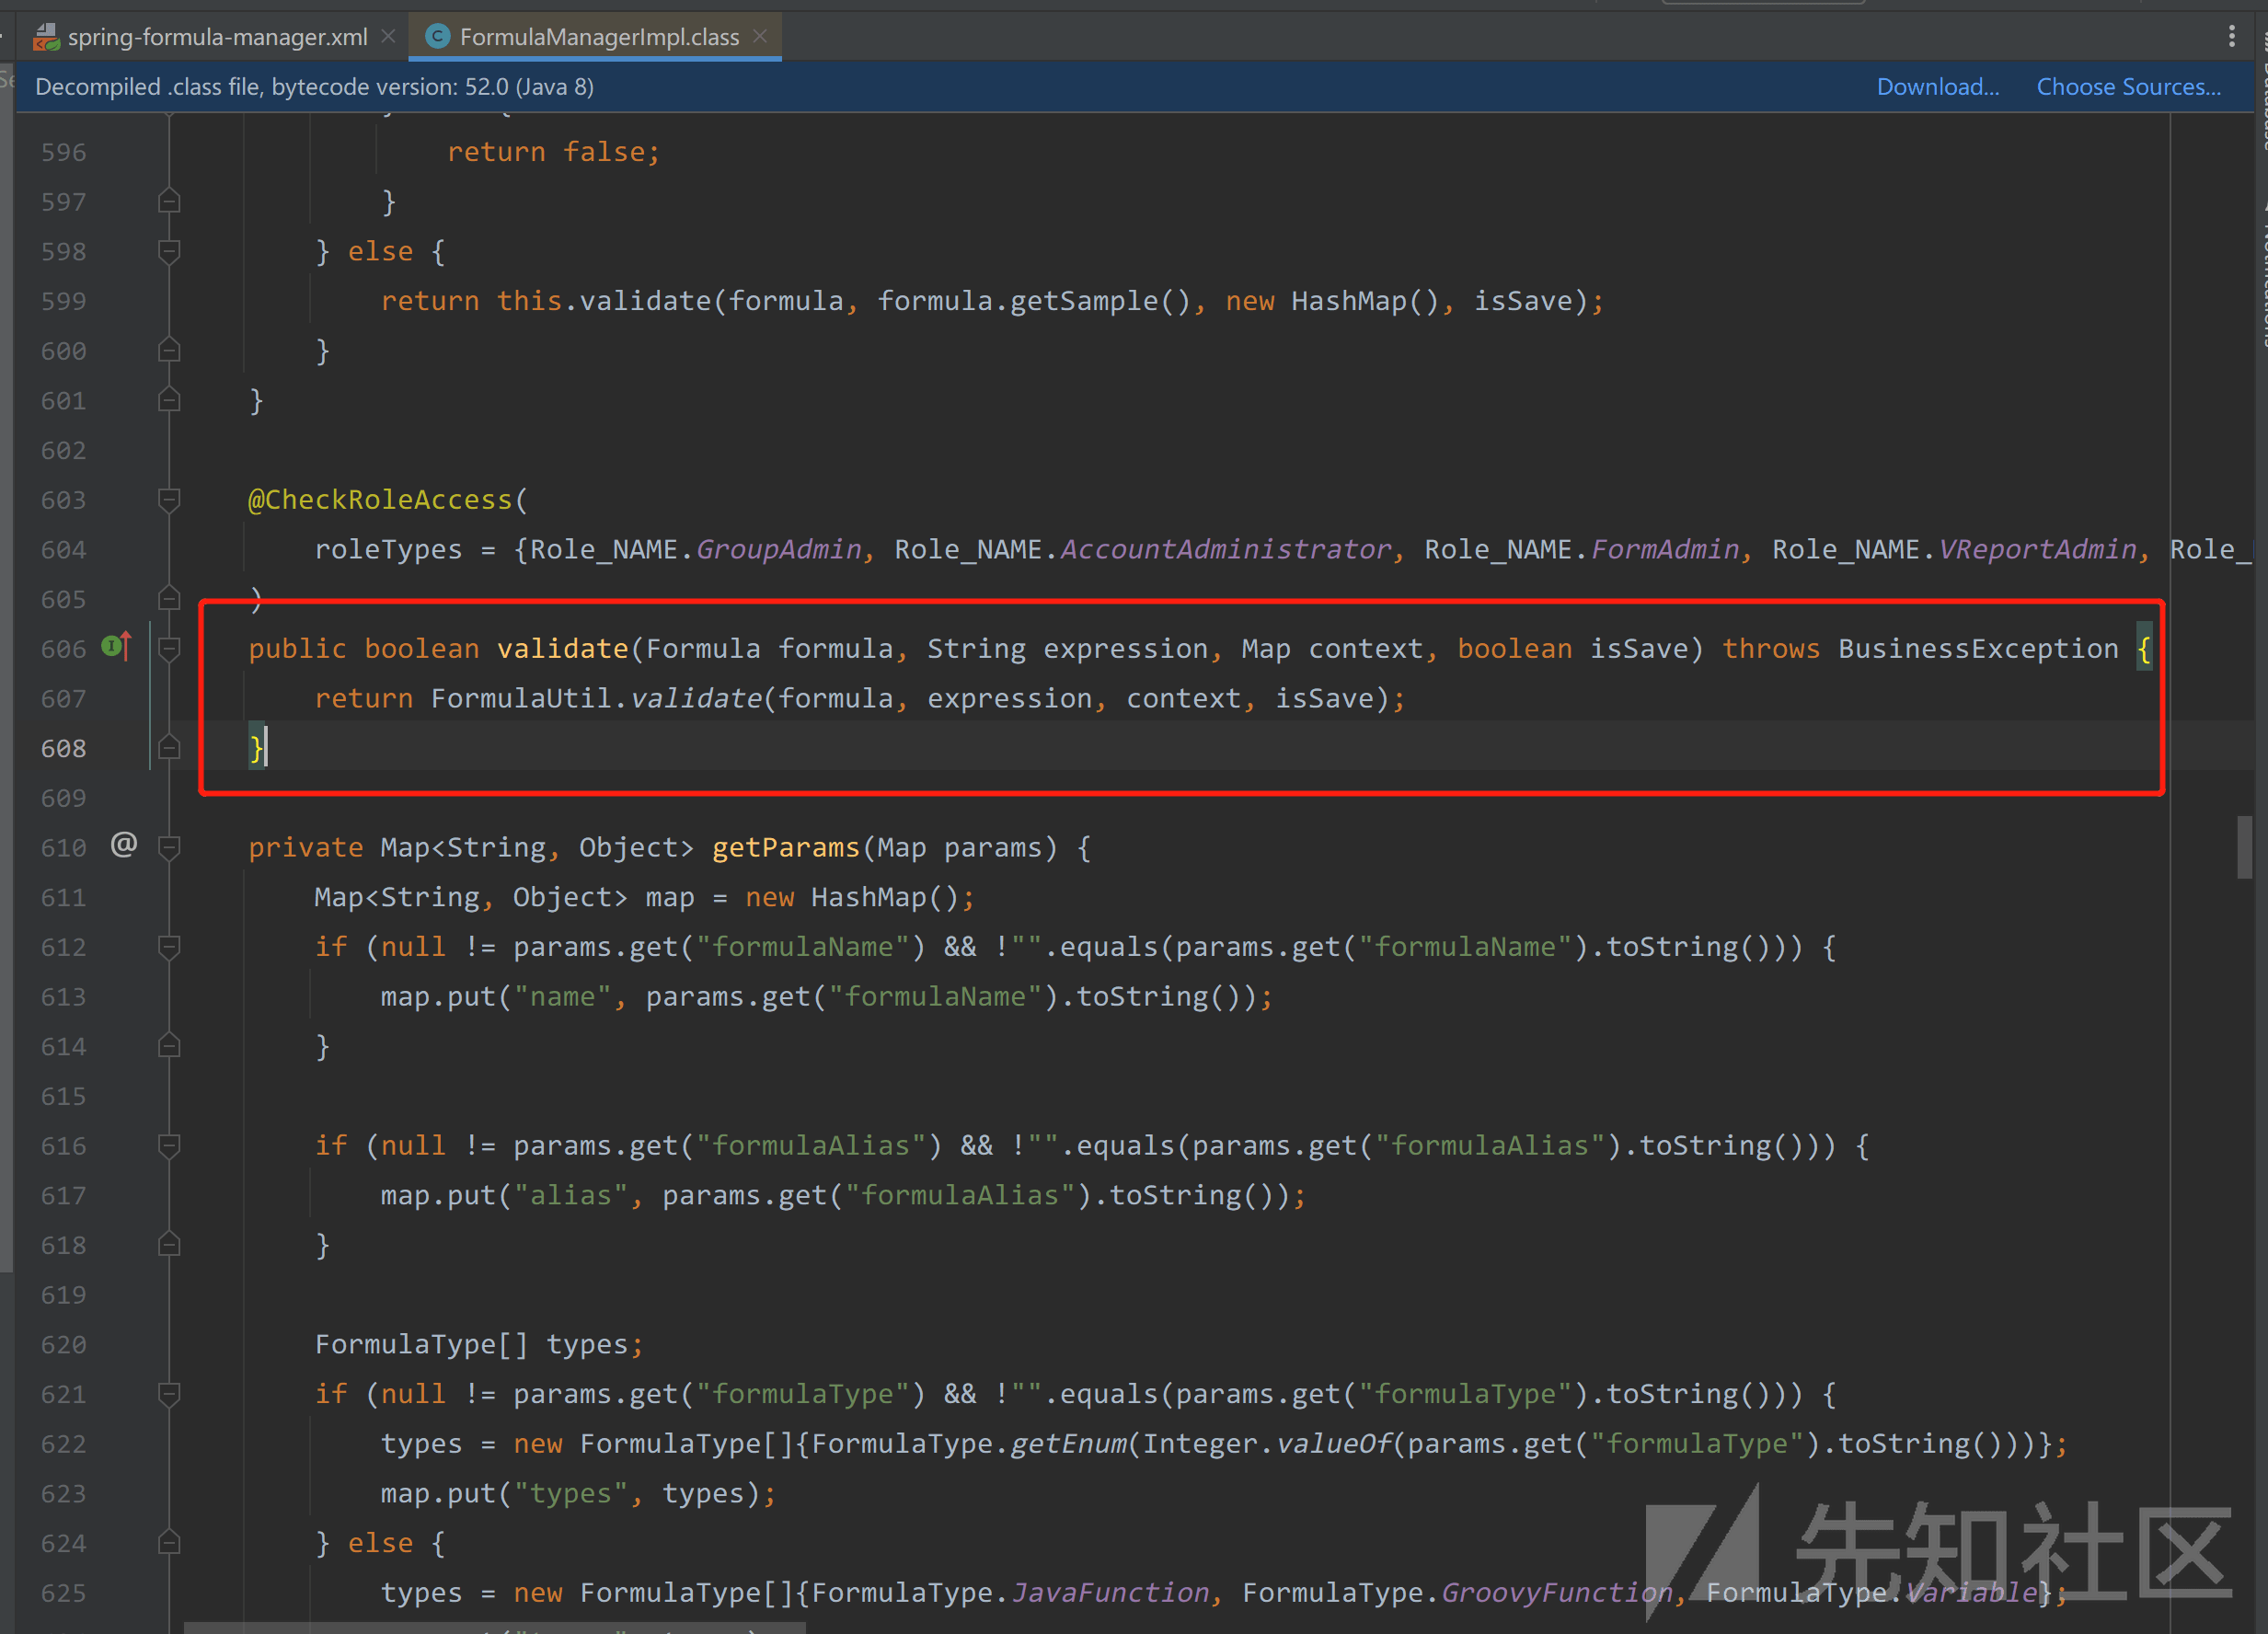 spring-formula-manager.xml
FormulaManagerImpl.class
Decompiled .class file, bytecode version: 52.0 (Java 8)
Download...
Choose Sources...
596 return false;
597 }
598 } else {
599 return this.validate(formula, formula.getSample(), new HashMap(), isSave);
600 }
601 }
602
603 @CheckRoleAccess(
604 roleTypes = {Role_NAME.GroupAdmin, Role_NAME.AccountAdministrator, Role_NAME.FormAdmin, Role_NAME.VReportAdmin, Role_
605 )
606 public boolean validate(Formula formula, String expression, Map context, boolean isSave) throws BusinessException {
607 return FormulaUtil.validate(formula, expression, context, isSave);
608 }
609
610 @ private Map<String, Object> getParams(Map params) {
611 Map<String, Object> map = new HashMap();
612 if (null != params.get("formulaName") && !"".equals(params.get("formulaName").toString())) {
613 map.put("name", params.get("formulaName").toString());
614 }
615
616 if (null != params.get("formulaAlias") && !"".equals(params.get("formulaAlias").toString())) {
617 map.put("alias", params.get("formulaAlias").toString());
618 }
619
620 FormulaType[] types;
621 if (null != params.get("formulaType") && !"".equals(params.get("formulaType").toString())) {
622 types = new FormulaType[]{FormulaType.getEnum(Integer.valueOf(params.get("formulaType").toString()))};
623 map.put("types", types);
624 } else {
625 types = new FormulaType[]{FormulaType.JavaFunction, FormulaType.GroovyFunction, FormulaType.Variable};
先知社区